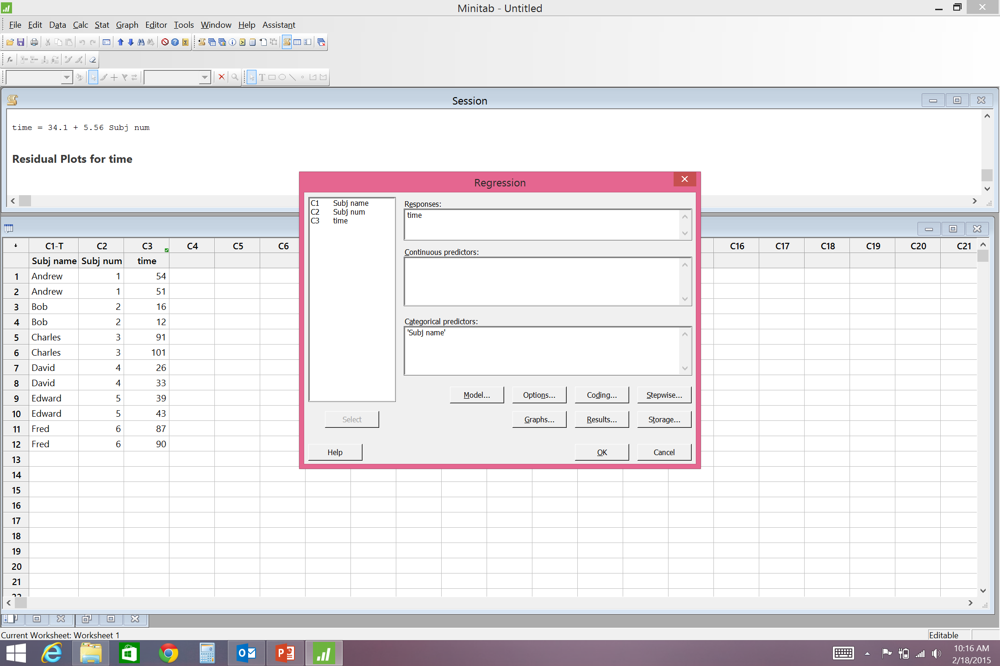 Minitab - Untitled
File Edit Data Calc Stat Graph Editor Tools Window Help Assistant
Session
time = 34.1 + 5.56 Subj num
Residual Plots for time
Regression
C1 Subj name
C2 Subj num
C3 time
Responses:
time
Continuous predictors:
Categorical predictors:
'Subj name'
Model... Options... Coding... Stepwise...
Select Graphs... Results... Storage...
Help OK Cancel
C1-T C2 C3 C4 C5 C6 C16 C17 C18 C19 C20 C21
Subj name Subj num time
1 Andrew 1 54
2 Andrew 1 51
3 Bob 2 16
4 Bob 2 12
5 Charles 3 91
6 Charles 3 101
7 David 4 26
8 David 4 33
9 Edward 5 39
10 Edward 5 43
11 Fred 6 87
12 Fred 6 90
13
14
15
16
17
18
19
20
21
Current Worksheet: Worksheet 1
Editable
10:16 AM
2/18/2015